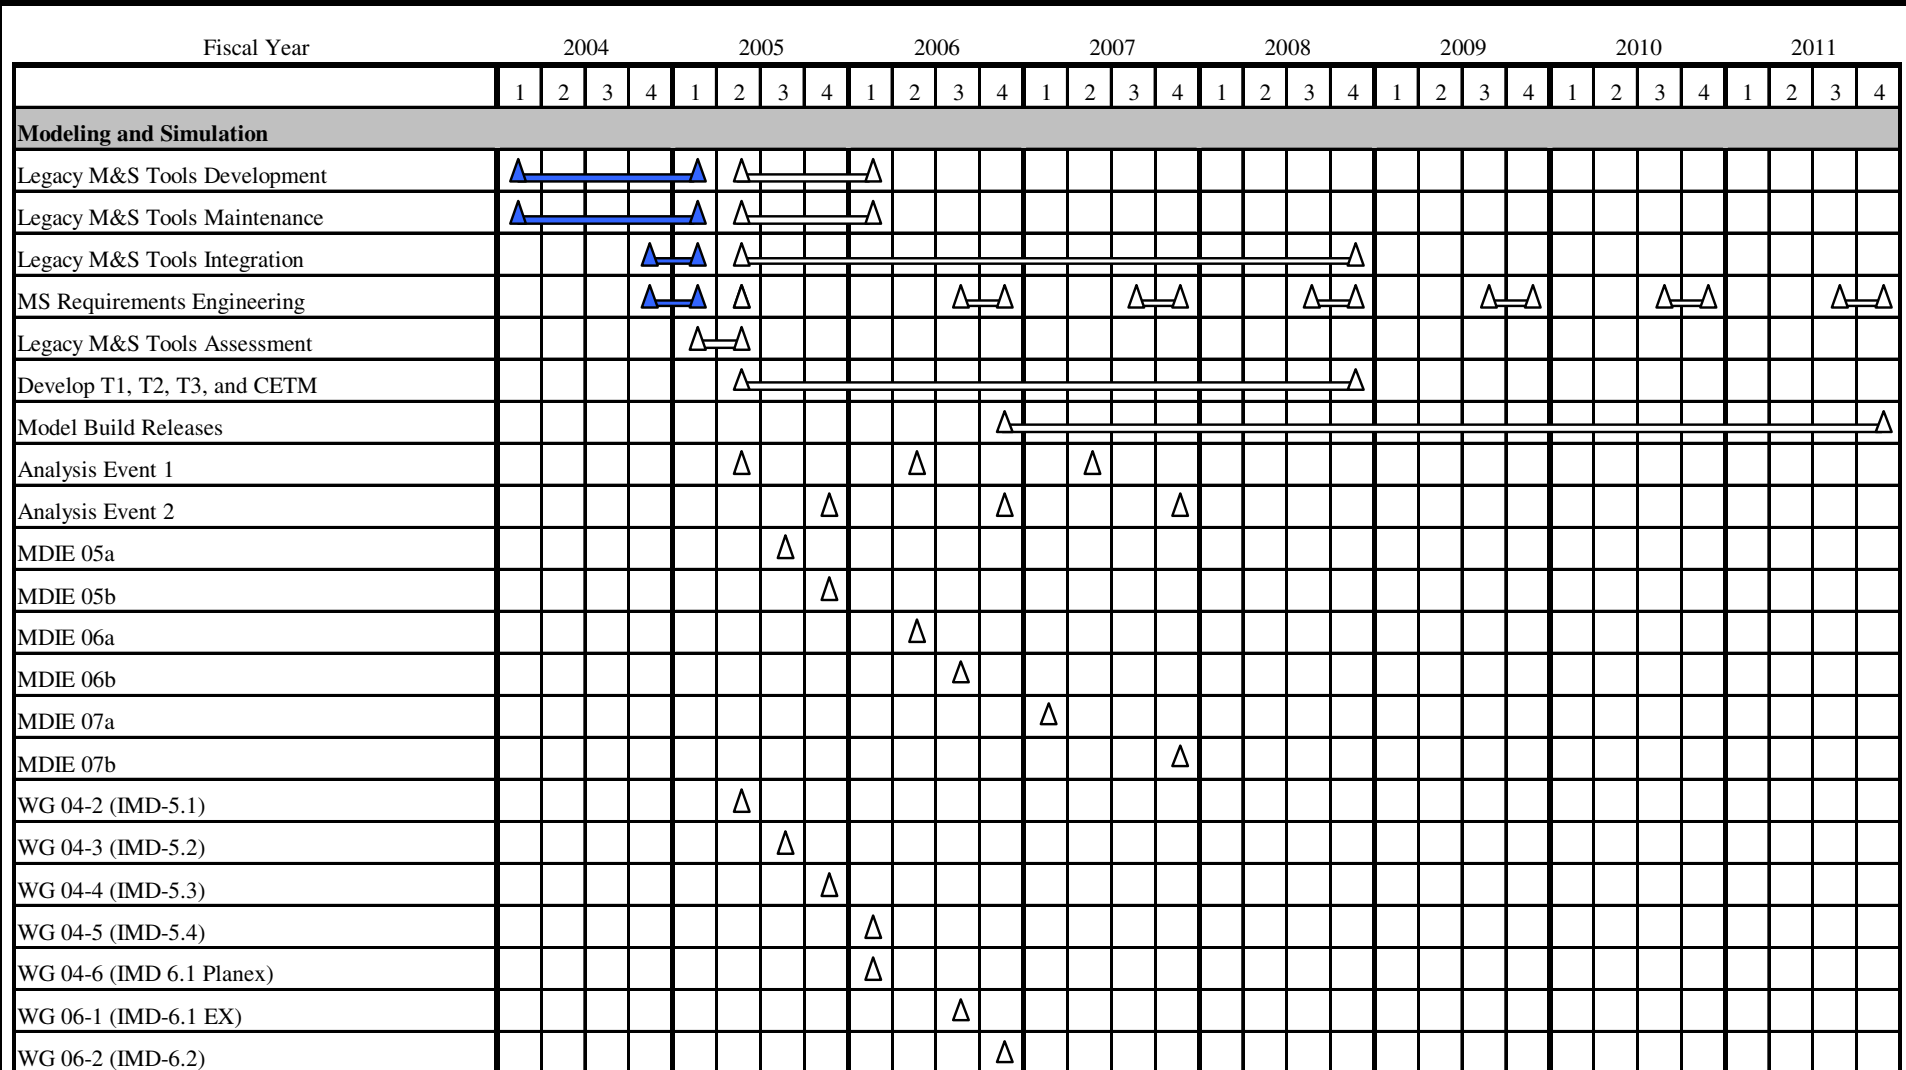 Fiscal Year 2004 2005 2006 2007 2008 2009 2010 2011
1 2 3 4 1 2 3 4 1 2 3 4 1 2 3 4 1 2 3 4 1 2 3 4 1 2 3 4 1 2 3 4
Modeling and Simulation
Legacy M&S Tools Development
Legacy M&S Tools Maintenance
Legacy M&S Tools Integration
MS Requirements Engineering
Legacy M&S Tools Assessment
Develop T1, T2, T3, and CETM
Model Build Releases
Analysis Event 1
Analysis Event 2
MDIE 05a
MDIE 05b
MDIE 06a
MDIE 06b
MDIE 07a
MDIE 07b
WG 04-2 (IMD-5.1)
WG 04-3 (IMD-5.2)
WG 04-4 (IMD-5.3)
WG 04-5 (IMD-5.4)
WG 04-6 (IMD 6.1 Planex)
WG 06-1 (IMD-6.1 EX)
WG 06-2 (IMD-6.2)